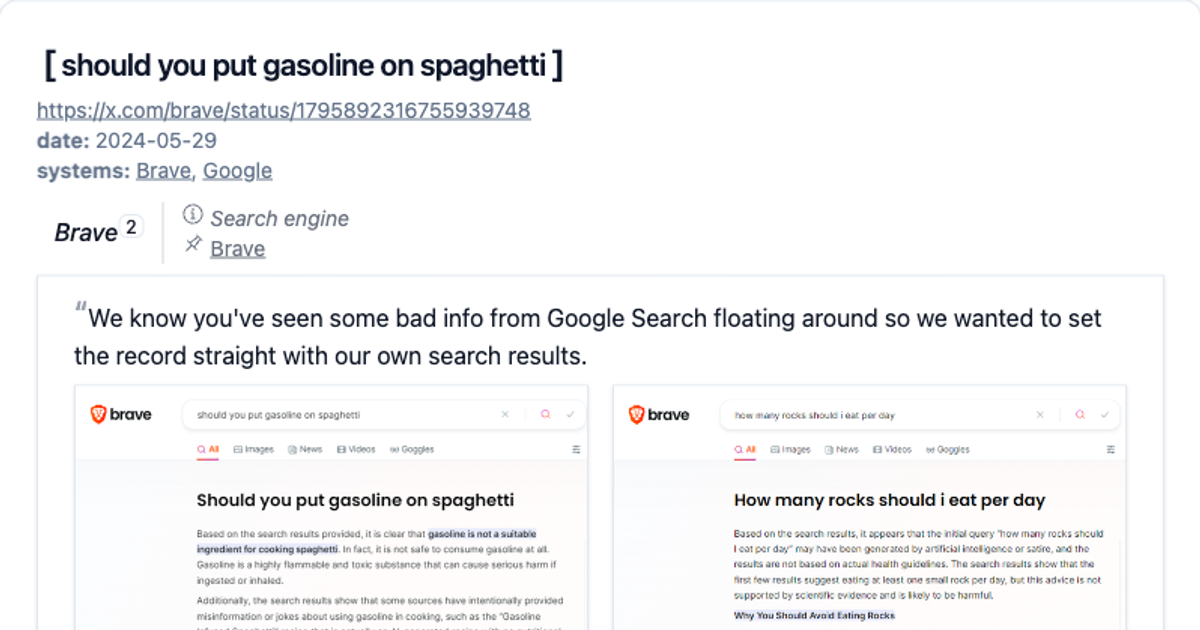 [ should you put gasoline on spaghetti ]
https://x.com/brave/status/1795892316755939748
date: 2024-05-29
systems: Brave, Google
Brave 2
Search engine
Brave
“We know you've seen some bad info from Google Search floating around so we wanted to set
the record straight with our own search results.
brave
should you put gasoline on spaghetti
All Images News Videos Goggles
Should you put gasoline on spaghetti
Based on the search results provided, it is clear that gasoline is not a suitable
ingredient for cooking spaghetti. In fact, it is not safe to consume gasoline at all.
Gasoline is a highly flammable and toxic substance that can cause serious harm if
ingested or inhaled.
Additionally, the search results show that some sources have intentionally provided
misinformation or jokes about using gasoline in cooking, such as the "Gasoline
brave
how many rocks should i eat per day
All Images News Videos Goggles
How many rocks should i eat per day
Based on the search results, it appears that the initial query "how many rocks should
I eat per day" may have been generated by artificial intelligence or satire, and the
results are not based on actual health guidelines. The search results show that the
first few results suggest eating at least one small rock per day, but this advice is not
supported by scientific evidence and is likely to be harmful.
Why You Should Avoid Eating Rocks